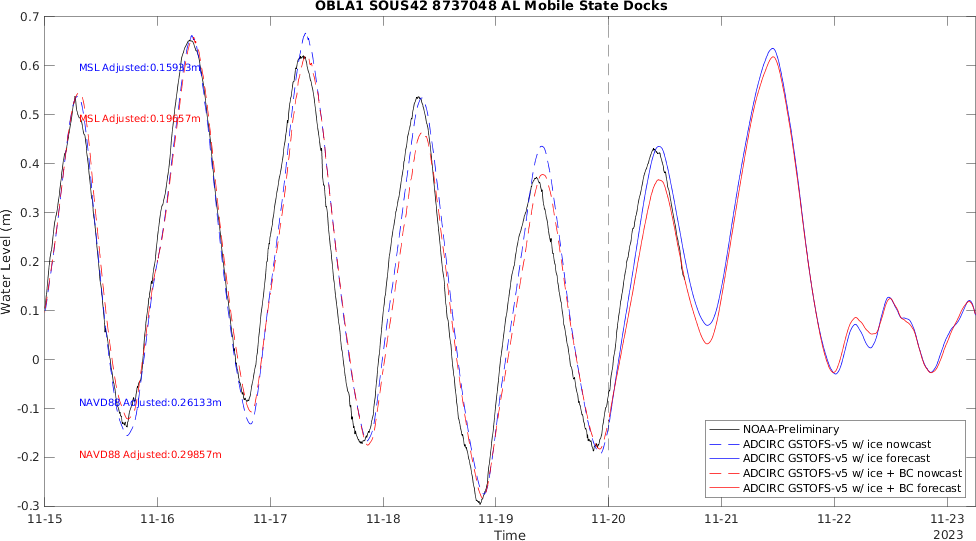 OBLA1 SOUS42 8737048 AL Mobile State Docks
0.7
0.6
0.5
0.4
0.3
0.2
0.1
0
-0.1
-0.2
-0.3
Water Level (m)
MSL Adjusted:0.15933m
MSL Adjusted:0.19657m
NAVD88 Adjusted:0.26133m
NAVD88 Adjusted:0.29857m
NOAA-Preliminary
ADCIRC GSTOFS-v5 w/ ice nowcast
ADCIRC GSTOFS-v5 w/ ice forecast
ADCIRC GSTOFS-v5 w/ ice + BC nowcast
ADCIRC GSTOFS-v5 w/ ice + BC forecast
11-15 11-16 11-17 11-18 11-19 11-20 11-21 11-22 11-23
Time
2023